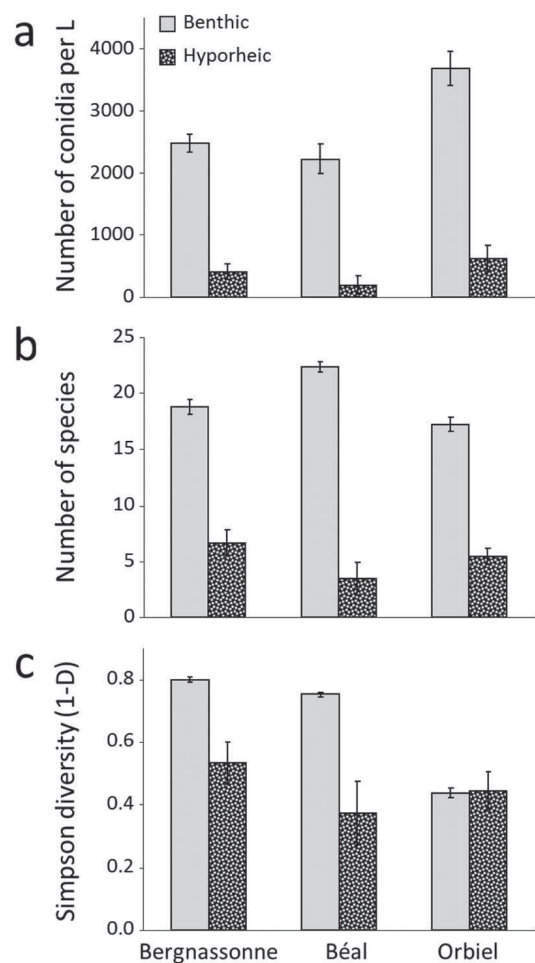 a
Benthic
Hyporheic
Number of conidia per L
4000
3000
2000
1000
0
b
Number of species
25
20
15
10
5
0
c
Simpson diversity (1-D)
0.8
0.6
0.4
0.2
0.0
Bergnassonne
Béal
Orbiel